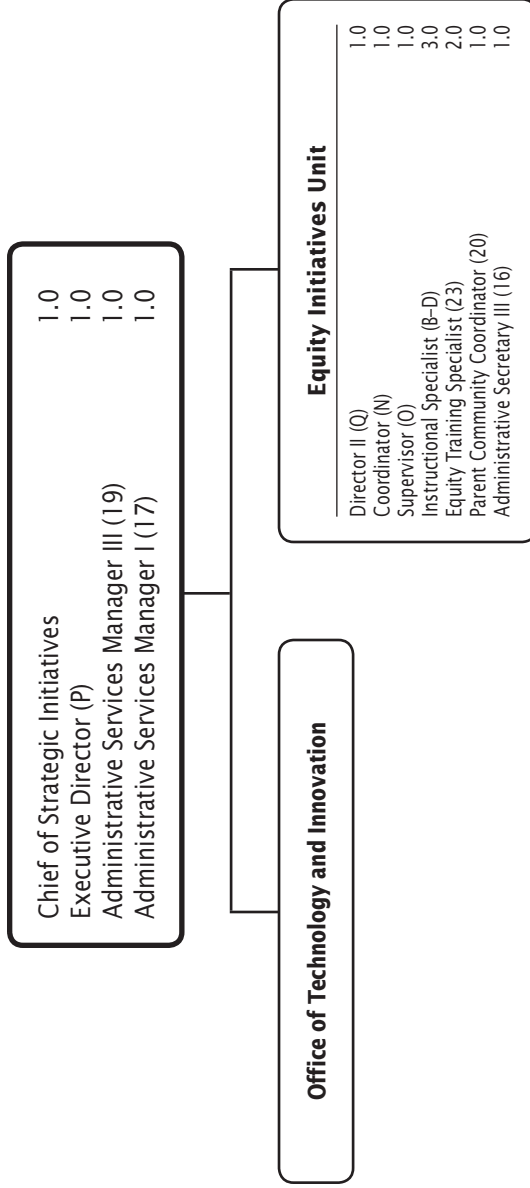 Chief of Strategic Initiatives 1.0
Executive Director (P) 1.0
Administrative Services Manager III (19) 1.0
Administrative Services Manager I (17) 1.0
Office of Technology and Innovation
Equity Initiatives Unit
Director II (Q) 1.0
Coordinator (N) 1.0
Supervisor (O) 1.0
Instructional Specialist (B–D) 3.0
Equity Training Specialist (23) 2.0
Parent Community Coordinator (20) 1.0
Administrative Secretary III (16) 1.0